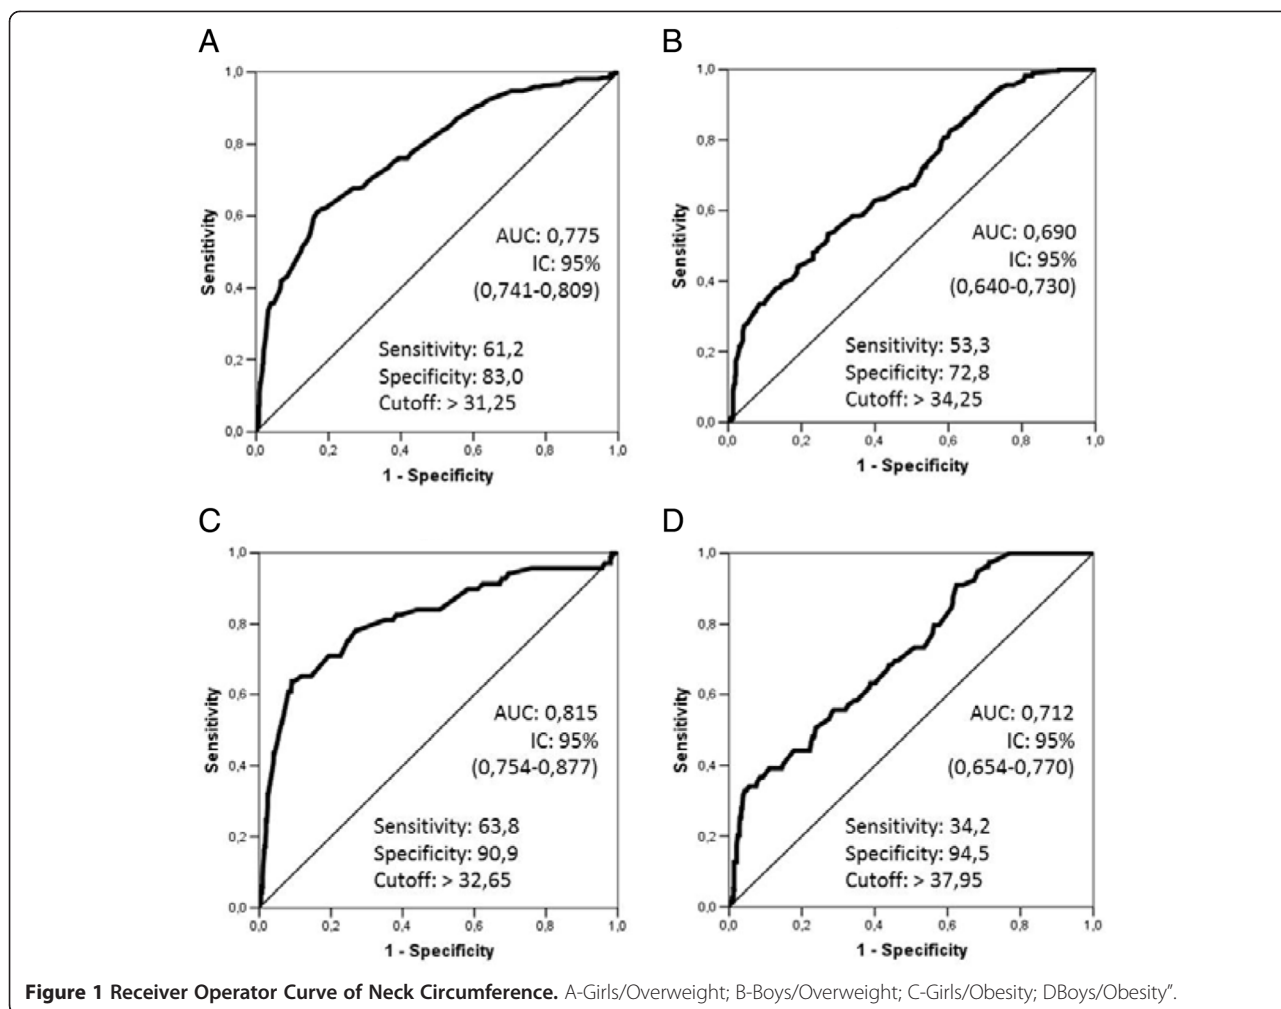 A
1,0
0,8
0,6
0,4
0,2
0,0
Sensitivity
AUC: 0,775
IC: 95%
(0,741-0,809)
Sensitivity: 61,2
Specificity: 83,0
Cutoff: > 31,25
0,0 0,2 0,4 0,6 0,8 1,0
1 - Specificity
B
1,0
0,8
0,6
0,4
0,2
0,0
Sensitivity
AUC: 0,690
IC: 95%
(0,640-0,730)
Sensitivity: 53,3
Specificity: 72,8
Cutoff: > 34,25
0,0 0,2 0,4 0,6 0,8 1,0
1 - Specificity
C
1,0
0,8
0,6
0,4
0,2
0,0
Sensitivity
AUC: 0,815
IC: 95%
(0,754-0,877)
Sensitivity: 63,8
Specificity: 90,9
Cutoff: > 32,65
0,0 0,2 0,4 0,6 0,8 1,0
1 - Specificity
D
1,0
0,8
0,6
0,4
0,2
0,0
Sensitivity
AUC: 0,712
IC: 95%
(0,654-0,770)
Sensitivity: 34,2
Specificity: 94,5
Cutoff: > 37,95
0,0 0,2 0,4 0,6 0,8 1,0
1 - Specificity
Figure 1 Receiver Operator Curve of Neck Circumference. A-Girls/Overweight; B-Boys/Overweight; C-Girls/Obesity; DBoys/Obesity”.